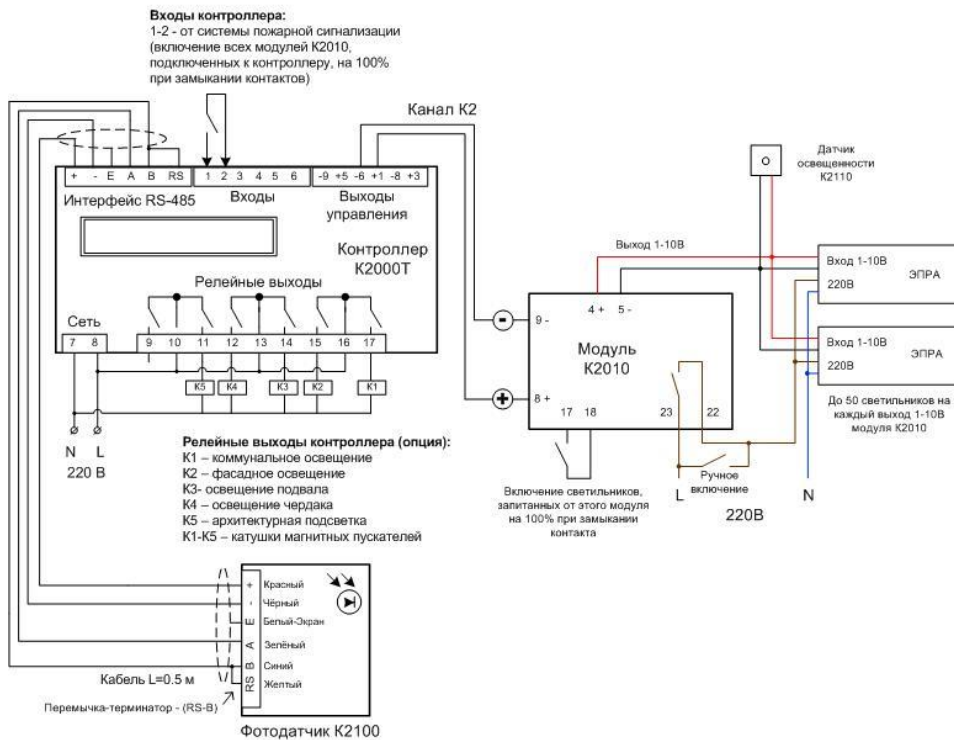 Входы контроллера:
1-2 - от системы пожарной сигнализации
(включение всех модулей К2010,
подключенных к контроллеру, на 100%
при замыкании контактов)
Канал К2
+ - E A B RS
1 2 3 4 5 6
-9 +5 -6 +1 -8 +3
Интерфейс RS-485
Входы
Выходы
управления
Контроллер
К2000Т
Релейные выходы
Сеть
7 8
9 10 11 12 13 14 15 16 17
К5 К4 К3 К2 К1
N L
220 В
Релейные выходы контроллера (опция):
К1 – коммунальное освещение
К2 – фасадное освещение
К3- освещение подвала
К4 – освещение чердака
К5 – архитектурная подсветка
К1-К5 – катушки магнитных пускателей
Датчик
освещенности
К2110
Выход 1-10В
4 + 5 -
9 -
Модуль
К2010
8 +
17 18
23 22
Вход 1-10В
ЭПРА
220В
Вход 1-10В
ЭПРА
220В
До 50 светильников на
каждый выход 1-10В
модуля К2010
Включение светильников,
запитанных от этого модуля
на 100% при замыкании
контакта
L
Ручное
включение
N
220В
+ Красный
- Чёрный
E Белый-Экран
A Зелёный
B Синий
RS Желтый
Кабель L=0.5 м
Перемычка-терминатор - (RS-B)
Фотодатчик К2100